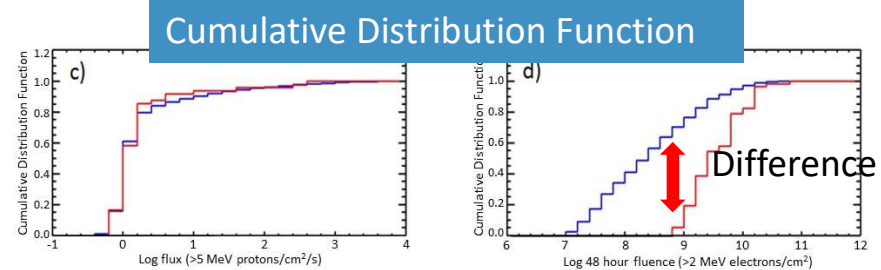 Cumulative Distribution Function
c)
Cumulative Distribution Function
1.2
1.0
0.8
0.6
0.4
0.2
0.0
-1 0 1 2 3 4
Log flux (>5 MeV protons/cm²/s)
d)
Cumulative Distribution Function
1.0
0.8
0.6
0.4
0.2
0.0
Difference
6 7 8 9 10 11 12
Log 48 hour fluence (>2 MeV electrons/cm²)